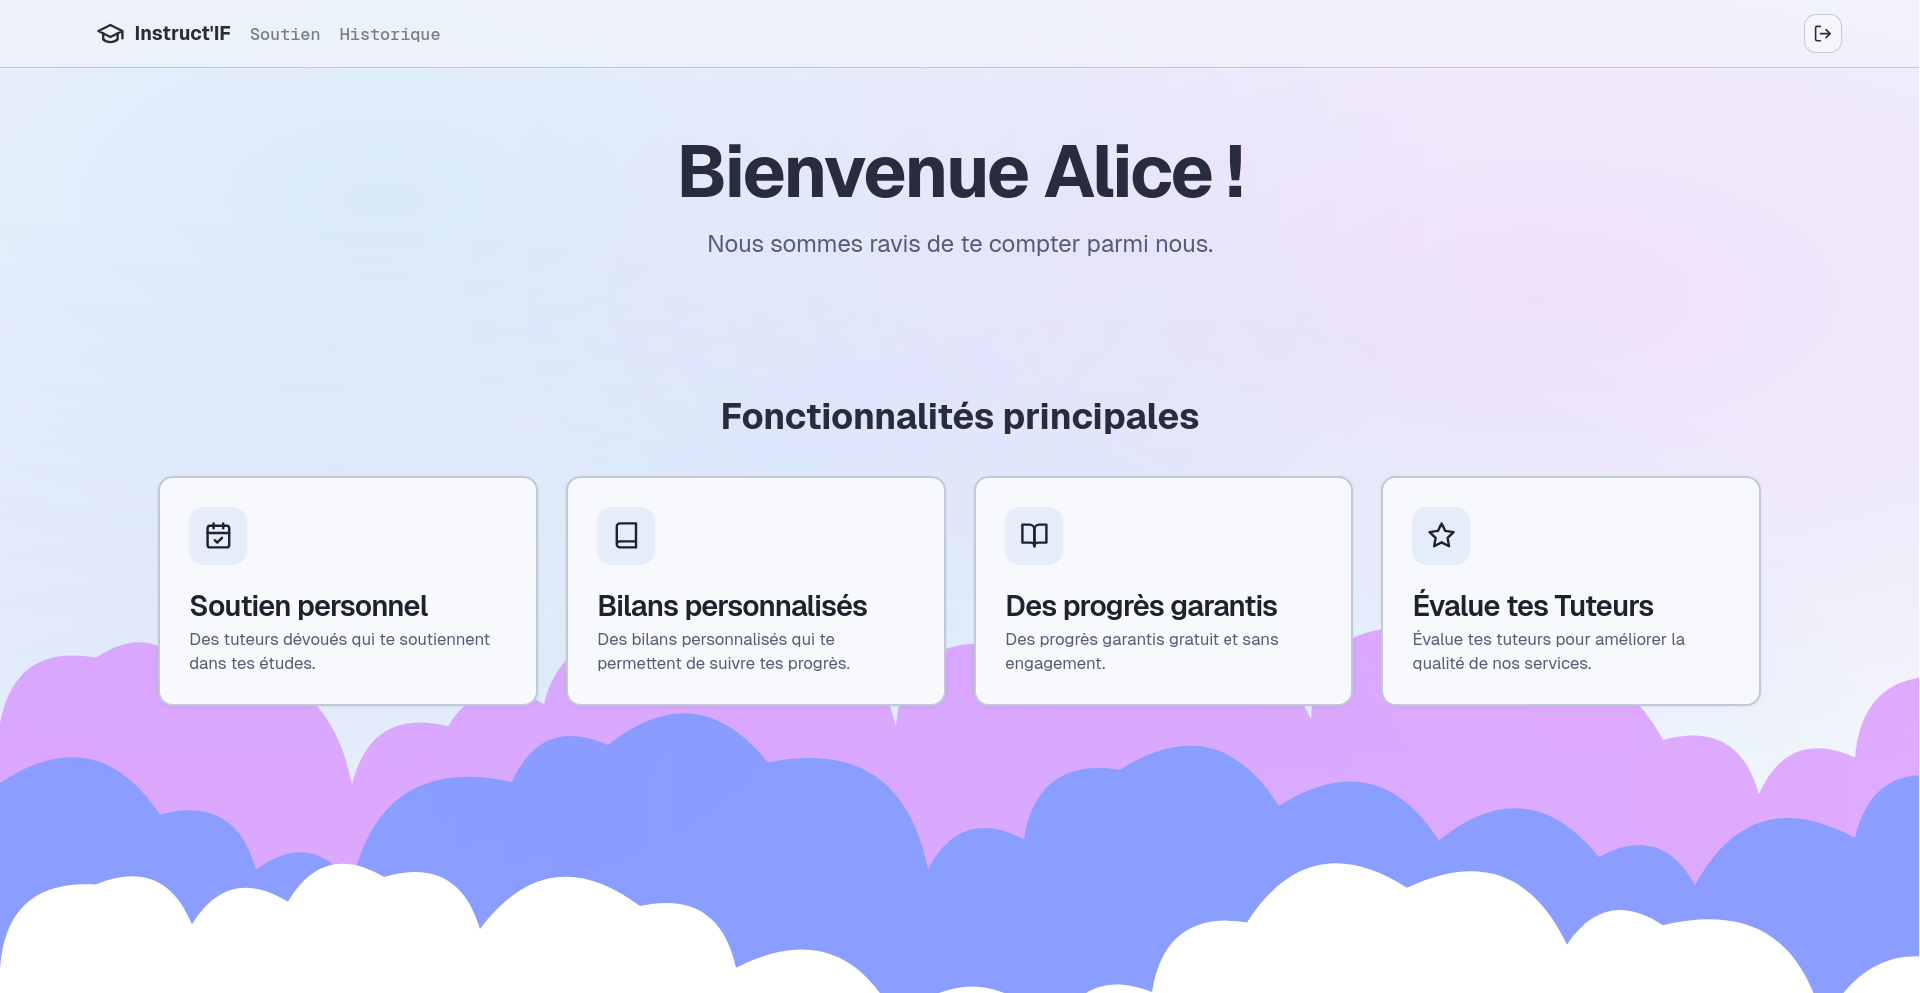 Instruct'IF Soutien Historique
Bienvenue Alice !
Nous sommes ravis de te compter parmi nous.
Fonctionnalités principales
Soutien personnel
Des tuteurs dévoués qui te soutiennent
dans tes études.
Bilans personnalisés
Des bilans personnalisés qui te
permettent de suivre tes progrès.
Des progrès garantis
Des progrès garantis gratuit et sans
engagement.
Évalue tes Tuteurs
Évalue tes tuteurs pour améliorer la
qualité de nos services.